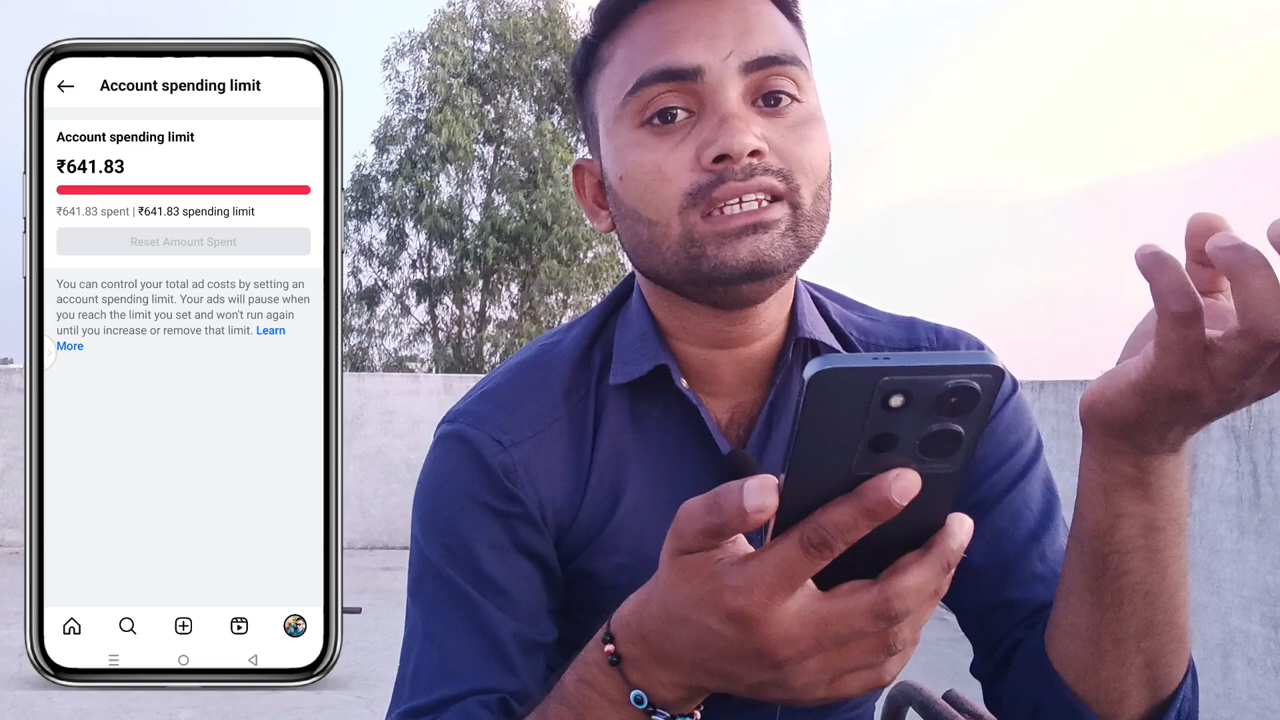 Account spending limit
Account spending limit
₹641.83
₹641.83 spent | ₹641.83 spending limit
Reset Amount Spent
You can control your total ad costs by setting an
account spending limit. Your ads will pause when
you reach the limit you set and won't run again
until you increase or remove that limit. Learn
More